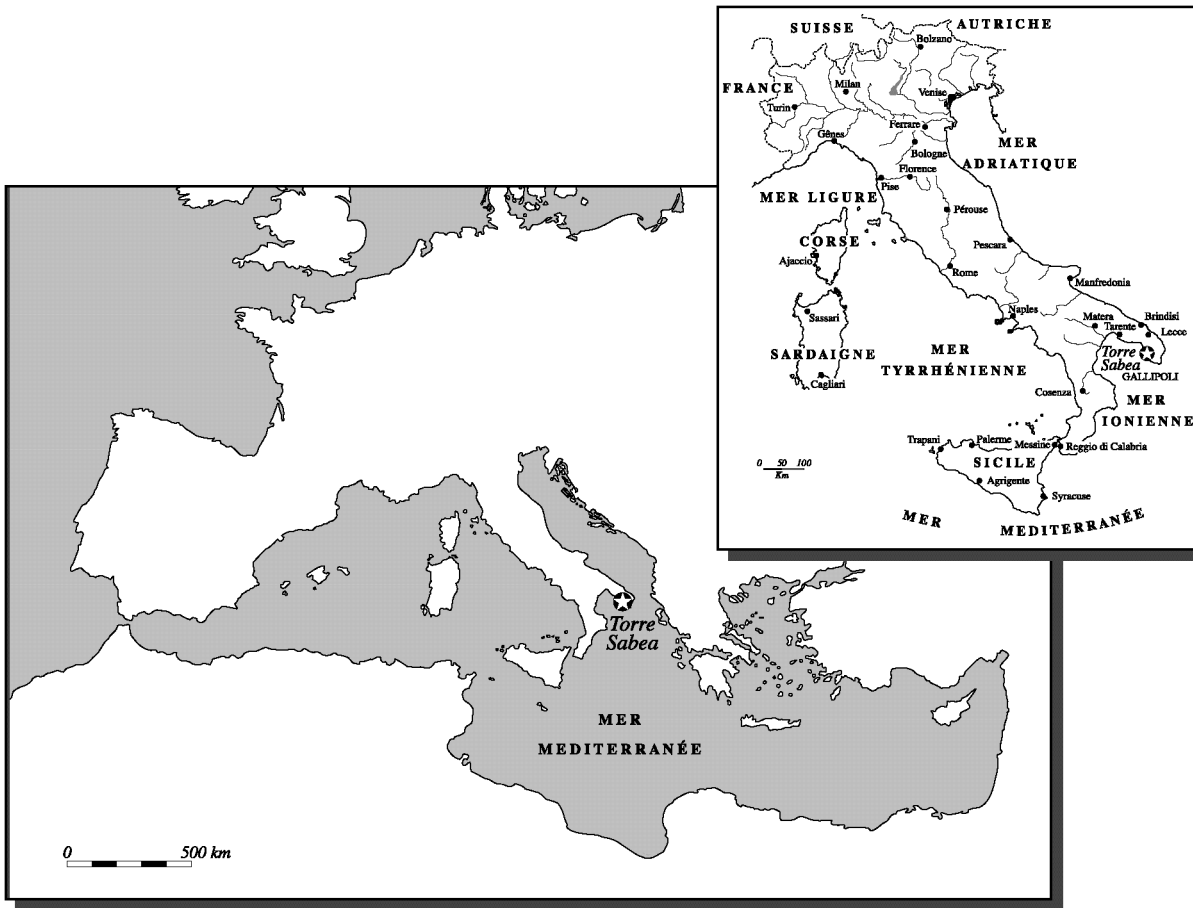 SUISSE
AUTRICHE
Bolzano
FRANCE
Milan
Venise
Turin
Ferrare
Gênes
Bologne
MER
ADRIATIQUE
Florence
Pise
MER LIGURE
Pérouse
CORSE
Pescara
Ajaccio
Rome
Manfredonia
Naples
Sassari
Matera
Brindisi
Tarente
Lecce
SARDAIGNE
MER
TYRRHÉNIENNE
Torre
Sabea
GALLIPOLI
Cagliari
Cosenza
MER
IONIENNE
Trapani
Palerme
Messine
Reggio di Calabria
SICILE
0 50 100
Km
Agrigente
Syracuse
MER
MEDITERRANÉE
Torre
Sabea
MER
MEDITERRANÉE
0 500 km